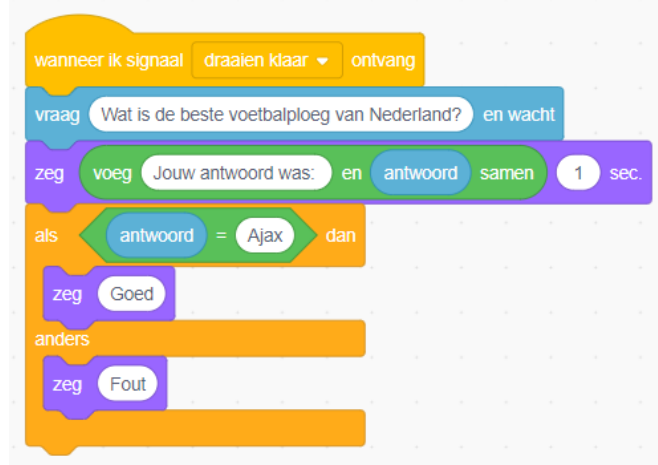 wanneer ik signaal draaien klaar ontvang
vraag Wat is de beste voetbalploeg van Nederland? en wacht
zeg voeg Jouw antwoord was: en antwoord samen 1 sec.
als antwoord = Ajax dan
zeg Goed
anders
zeg Fout